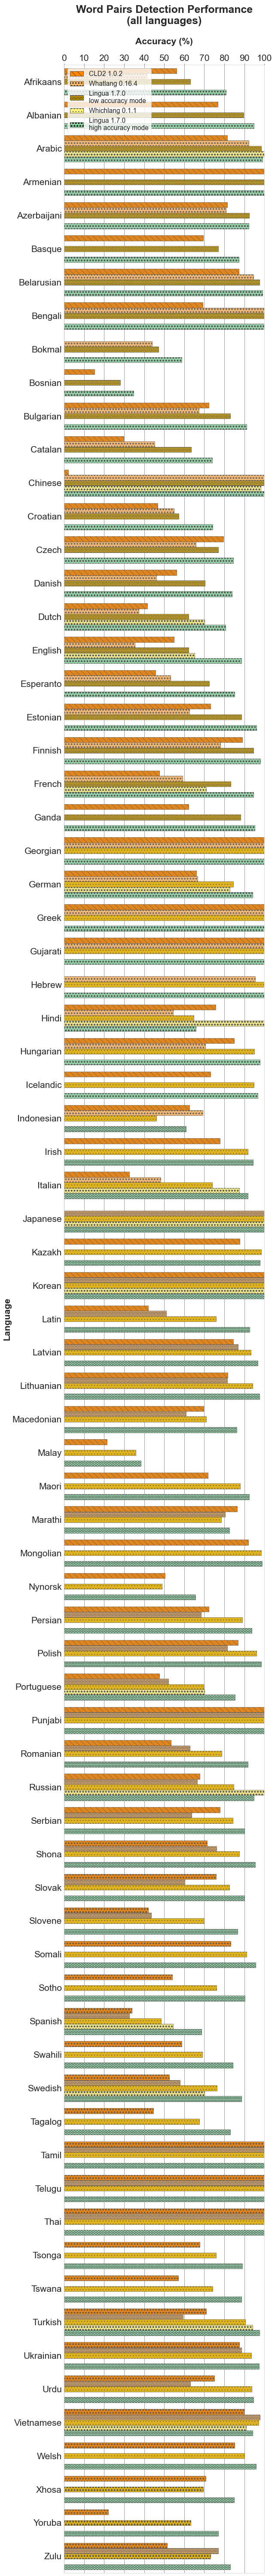 Word Pairs Detection Performance
(all languages)
Accuracy (%)
0 10 20 30 40 50 60 70 80 90 100
CLD2 1.0.2
Whatlang 0.16.4
Lingua 1.7.0
low accuracy mode
Whichlang 0.1.1
Lingua 1.7.0
high accuracy mode
Language
Afrikaans
Albanian
Arabic
Armenian
Azerbaijani
Basque
Belarusian
Bengali
Bokmal
Bosnian
Bulgarian
Catalan
Chinese
Croatian
Czech
Danish
Dutch
English
Esperanto
Estonian
Finnish
French
Ganda
Georgian
German
Greek
Gujarati
Hebrew
Hindi
Hungarian
Icelandic
Indonesian
Irish
Italian
Japanese
Kazakh
Korean
Latin
Latvian
Lithuanian
Macedonian
Malay
Maori
Marathi
Mongolian
Nynorsk
Persian
Polish
Portuguese
Punjabi
Romanian
Russian
Serbian
Shona
Slovak
Slovene
Somali
Sotho
Spanish
Swahili
Swedish
Tagalog
Tamil
Telugu
Thai
Tsonga
Tswana
Turkish
Ukrainian
Urdu
Vietnamese
Welsh
Xhosa
Yoruba
Zulu